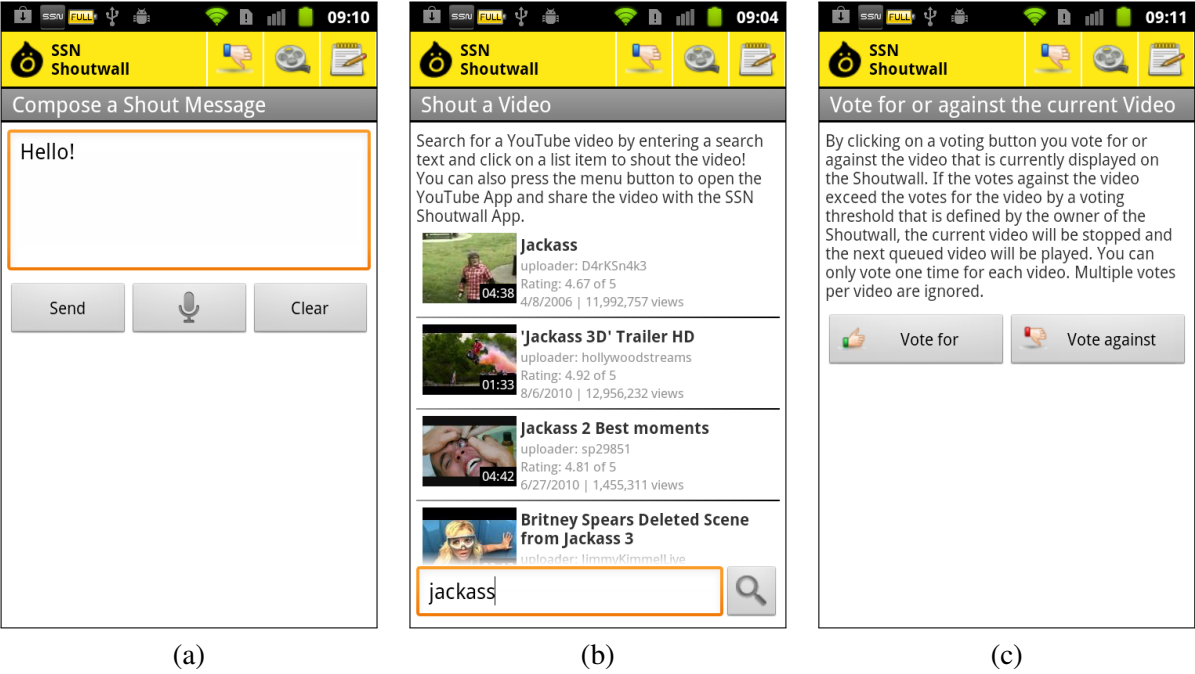 SSN FULL 09:10
SSN
Shoutwall
Compose a Shout Message
Hello!
Send
Clear
(a)
SSN FULL 09:04
SSN
Shoutwall
Shout a Video
Search for a YouTube video by entering a search
text and click on a list item to shout the video!
You can also press the menu button to open the
YouTube App and share the video with the SSN
Shoutwall App.
04:38
Jackass
uploader: D4rKSn4k3
Rating: 4.67 of 5
4/8/2006 | 11,992,757 views
01:33
'Jackass 3D' Trailer HD
uploader: hollywoodstreams
Rating: 4.92 of 5
8/6/2010 | 12,956,232 views
04:42
Jackass 2 Best moments
uploader: sp29851
Rating: 4.81 of 5
6/27/2010 | 1,455,311 views
Britney Spears Deleted Scene
from Jackass 3
uploader: JimmyKimmelLive
jackass
(b)
SSN FULL 09:11
SSN
Shoutwall
Vote for or against the current Video
By clicking on a voting button you vote for or
against the video that is currently displayed on
the Shoutwall. If the votes against the video
exceed the votes for the video by a voting
threshold that is defined by the owner of the
Shoutwall, the current video will be stopped and
the next queued video will be played. You can
only vote one time for each video. Multiple votes
per video are ignored.
Vote for
Vote against
(c)